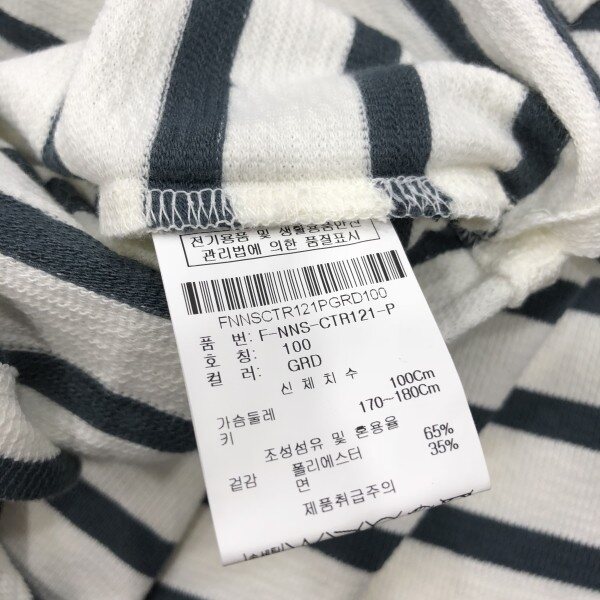 전기용품 및 생활용품안전
관리법에 의한 품질표시
FNNSCTR121PGRD100
품 번: F-NNS-CTR121-P
호 칭: 100
컬 러: GRD
신체치수
가슴둘레 100Cm
키 170~180Cm
조성섬유 및 혼용율
겉감 폴리에스터 65%
면 35%
제품취급주의